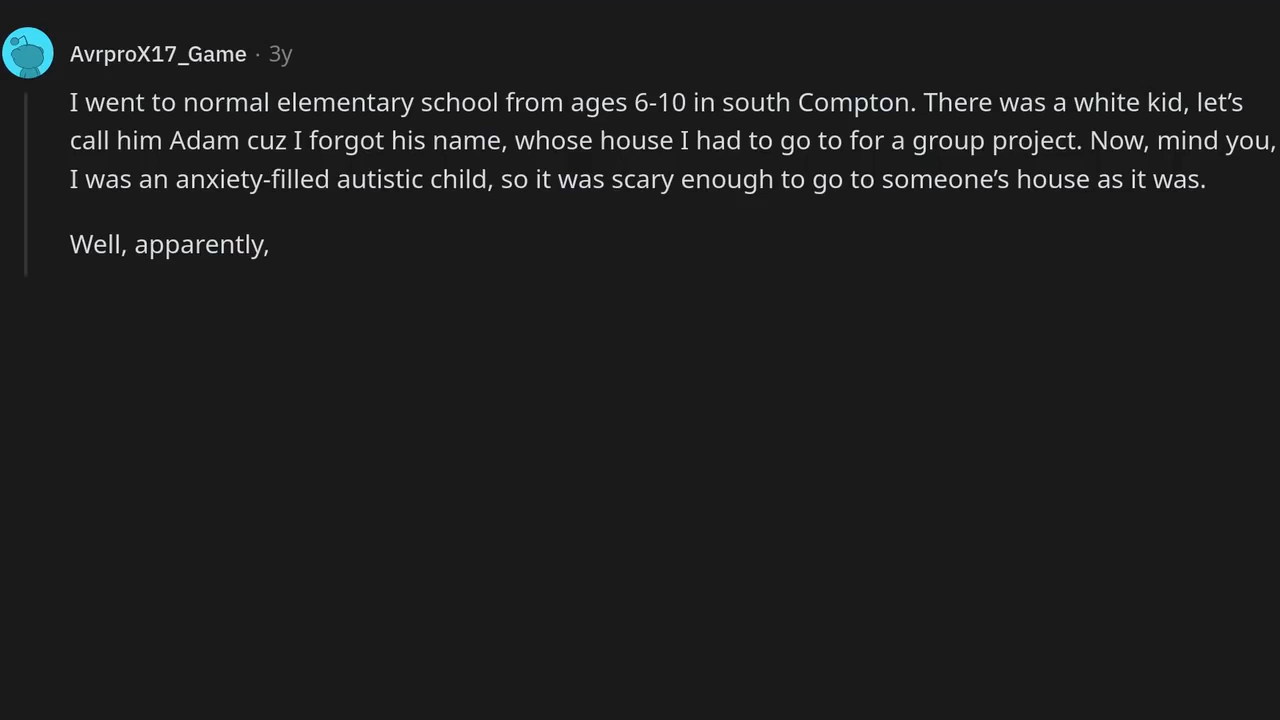 AvrproX17_Game · 3y
I went to normal elementary school from ages 6-10 in south Compton. There was a white kid, let’s
call him Adam cuz I forgot his name, whose house I had to go to for a group project. Now, mind you,
I was an anxiety-filled autistic child, so it was scary enough to go to someone’s house as it was.
Well, apparently,